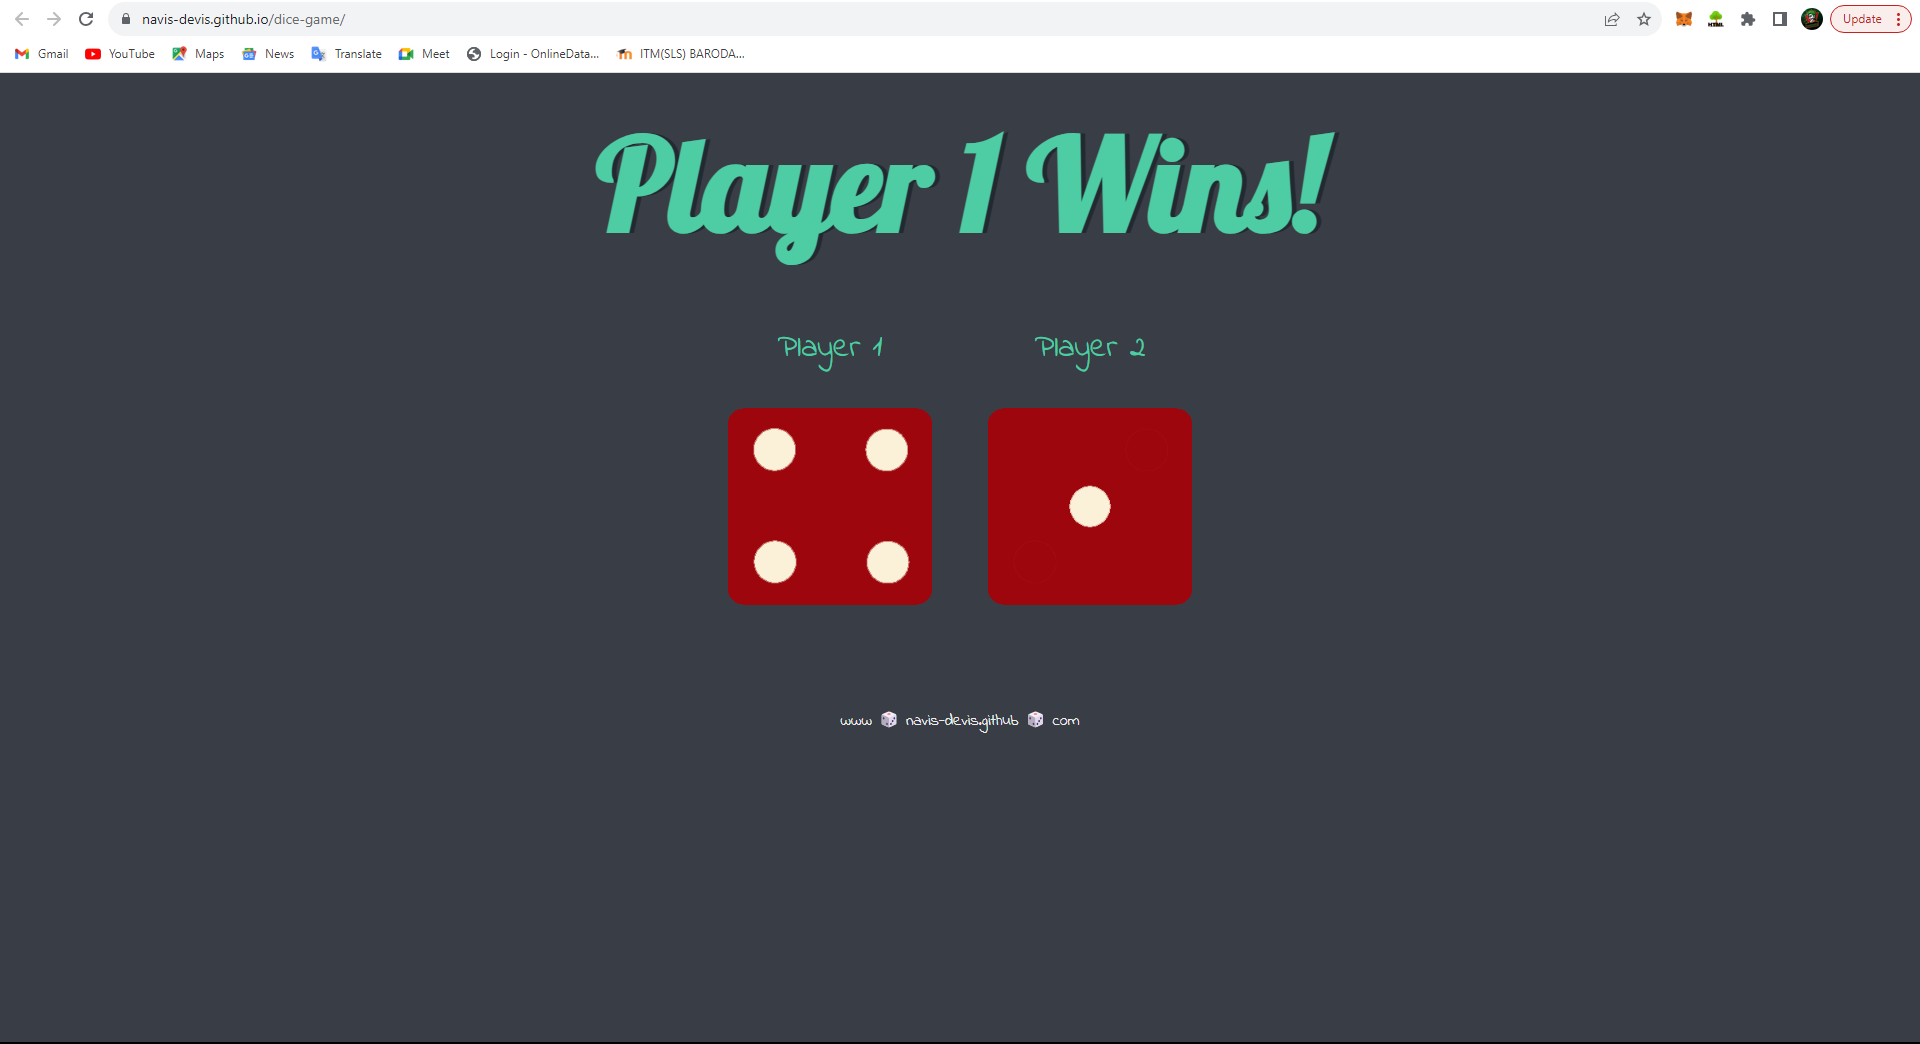 navis-devis.github.io/dice-game/
Update
Gmail YouTube Maps News Translate Meet Login - OnlineData... ITM(SLS) BARODA...
Player 1 Wins!
Player 1 Player 2
www 🎲 navis-devis.github 🎲 com